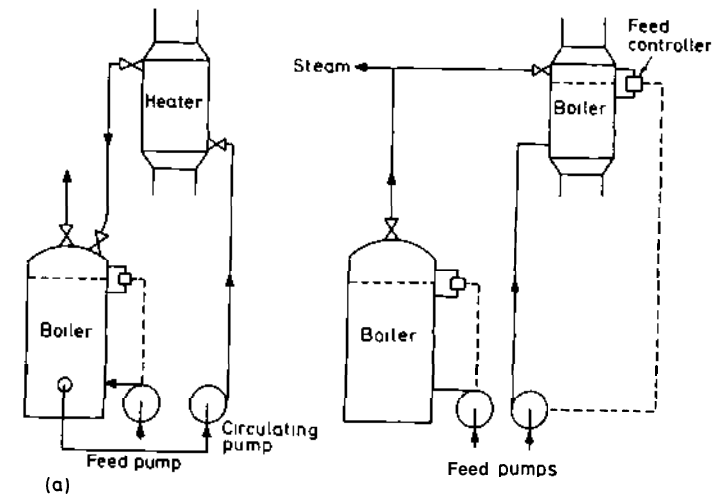 Heater
Boiler
Feed pump
Circulating
pump
(a)
Steam
Feed
controller
Boiler
Boiler
Feed pumps